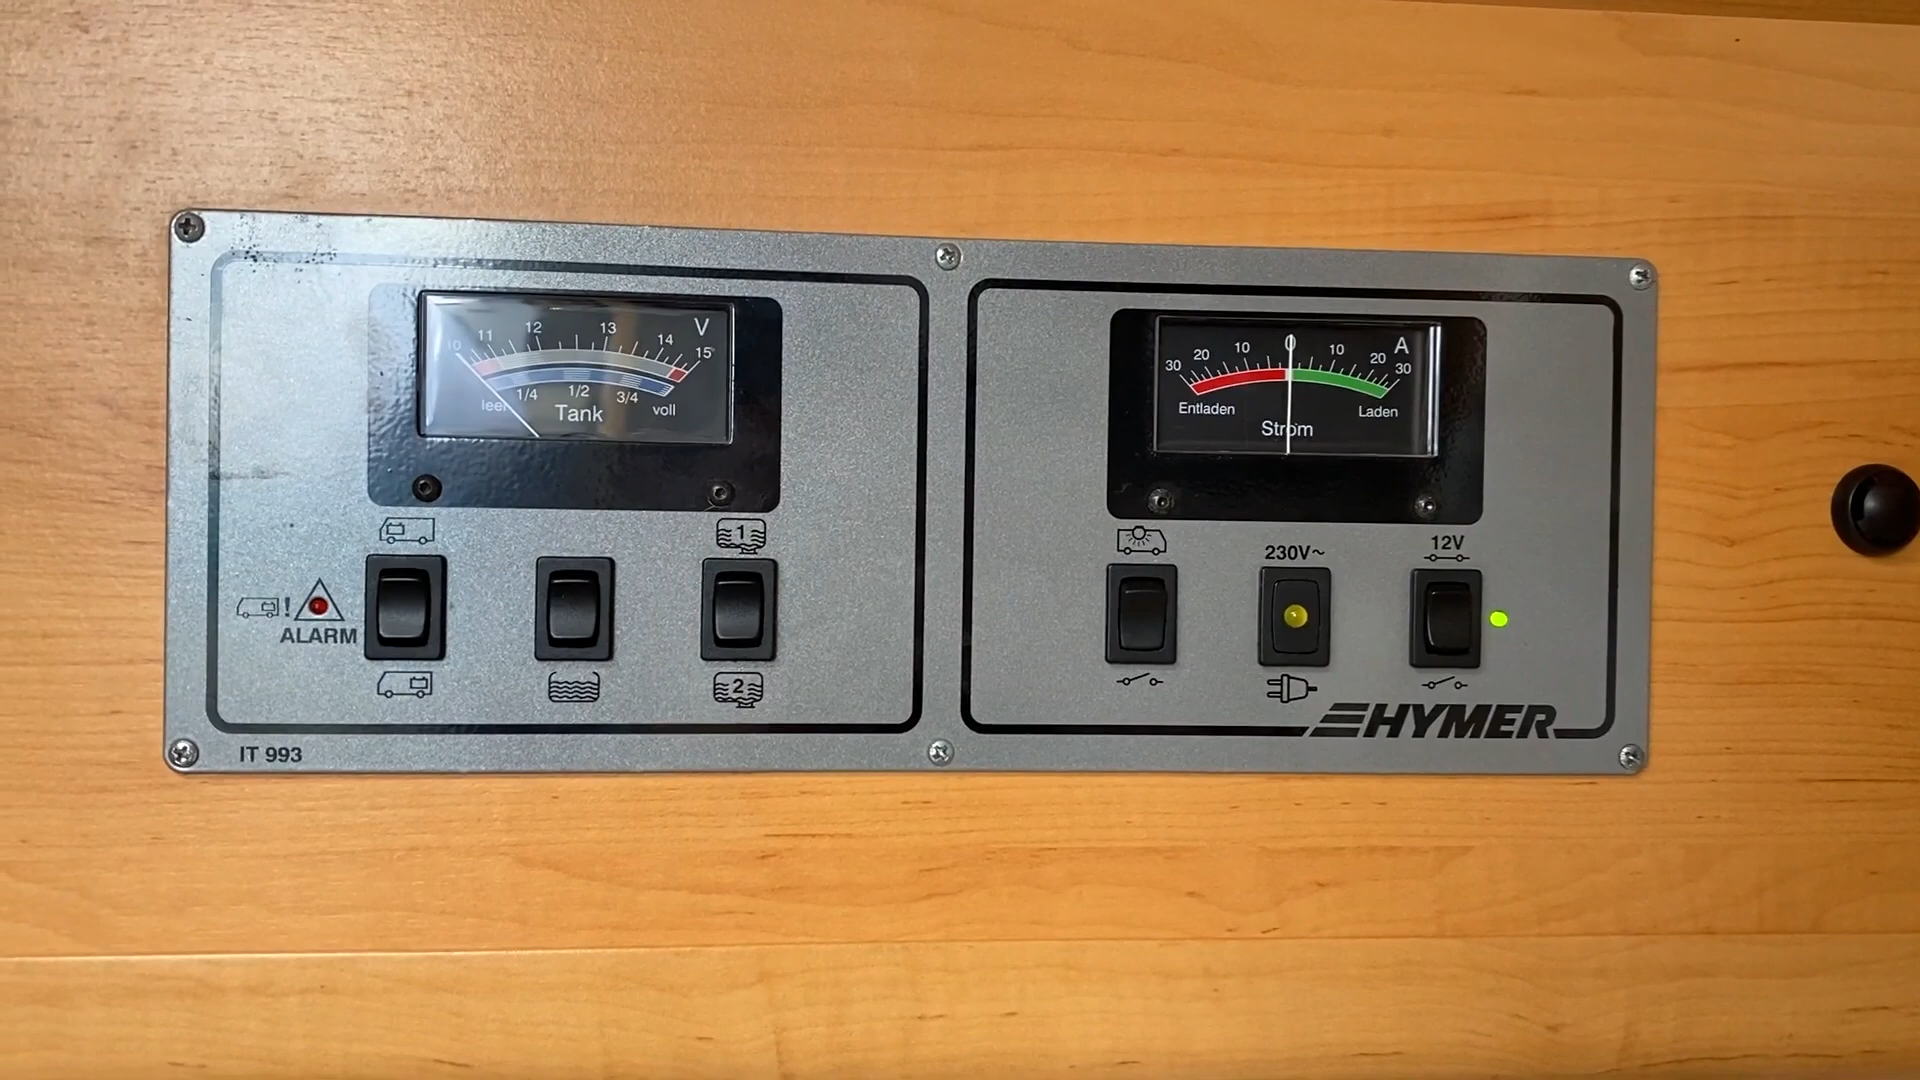 10 11 12 13 14 15 V
leer 1/4 1/2 3/4 voll
Tank
1
ALARM
!
2
IT 993
30 20 10 0 10 20 30 A
Entladen Laden
Strom
230V~
12V
HYMER